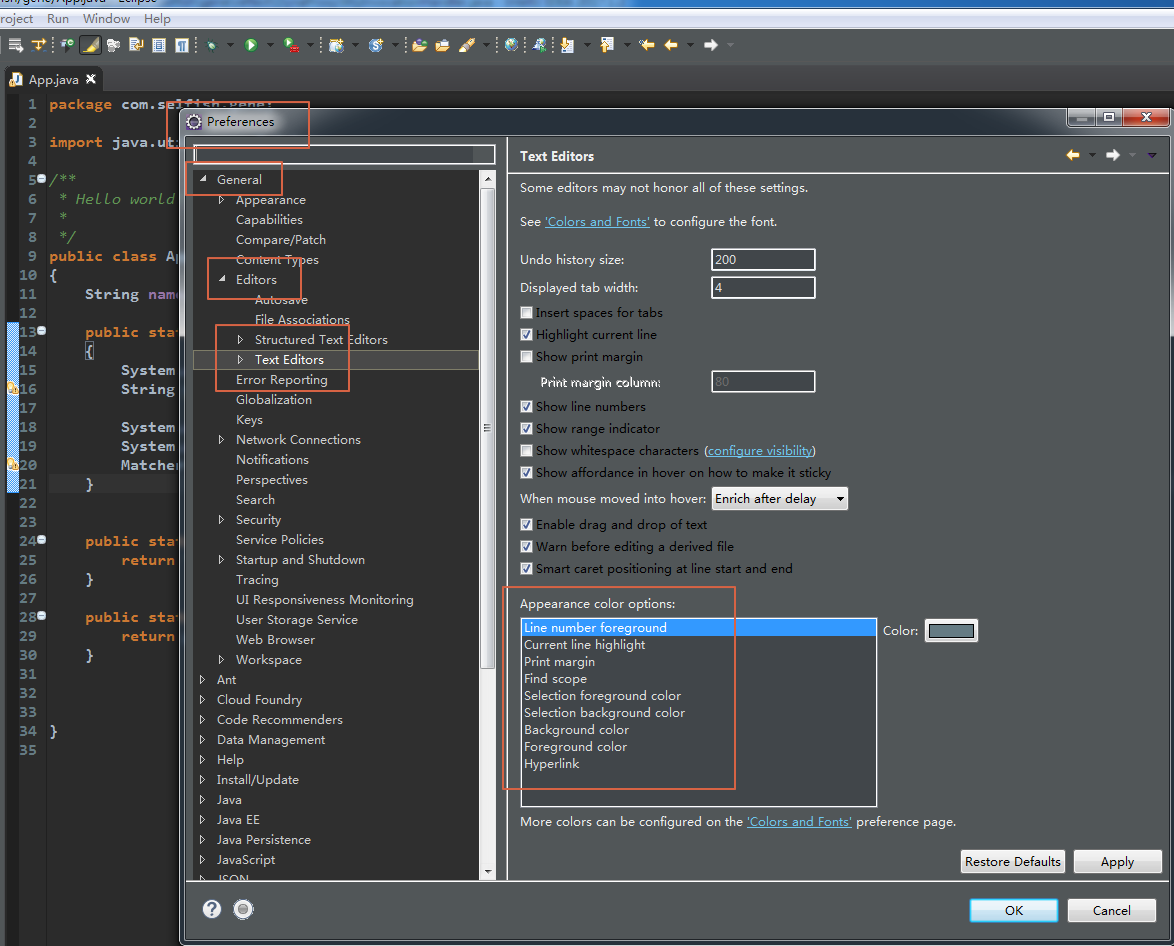 Project Run Window Help
App.java
1 package com.selfish.gene;
2
3 import java.ut
4
5 /**
6 * Hello world
7 *
8 */
9 public class Ap
10 {
11 String name
12
13 public stat
14 {
15 System
16 String
17
18 System
19 System
20 Matcher
21 }
22
23
24 public stat
25 return
26 }
27
28 public stat
29 return
30 }
31
32
33
34 }
35
Preferences
General
Appearance
Capabilities
Compare/Patch
Content Types
Editors
Autosave
File Associations
Structured Text Editors
Text Editors
Error Reporting
Globalization
Keys
Network Connections
Notifications
Perspectives
Search
Security
Service Policies
Startup and Shutdown
Tracing
UI Responsiveness Monitoring
User Storage Service
Web Browser
Workspace
Ant
Cloud Foundry
Code Recommenders
Data Management
Help
Install/Update
Java
Java EE
Java Persistence
JavaScript
JSON
Text Editors
Some editors may not honor all of these settings.
See 'Colors and Fonts' to configure the font.
Undo history size: 200
Displayed tab width: 4
Insert spaces for tabs
Highlight current line
Show print margin
Print margin column: 80
Show line numbers
Show range indicator
Show whitespace characters (configure visibility)
Show affordance in hover on how to make it sticky
When mouse moved into hover: Enrich after delay
Enable drag and drop of text
Warn before editing a derived file
Smart caret positioning at line start and end
Appearance color options:
Line number foreground
Current line highlight
Print margin
Find scope
Selection foreground color
Selection background color
Background color
Foreground color
Hyperlink
Color:
More colors can be configured on the 'Colors and Fonts' preference page.
Restore Defaults Apply
OK Cancel